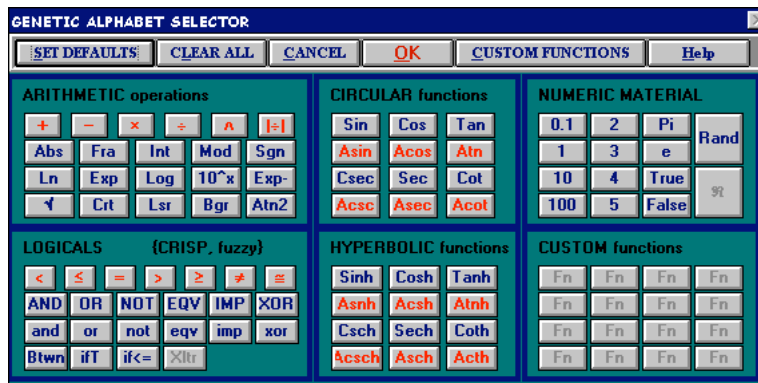 GENETIC ALPHABET SELECTOR
SET DEFAULTS CLEAR ALL CANCEL OK CUSTOM FUNCTIONS Help
ARITHMETIC operations
+ − × ÷ ^ |÷|
Abs Fra Int Mod Sgn
Ln Exp Log 10^x Exp-
√ Crt Lsr Bgr Atn2
CIRCULAR functions
Sin Cos Tan
Asin Acos Atn
Csec Sec Cot
Acsc Asec Acot
NUMERIC MATERIAL
0.1 2 Pi Rand
1 3 e
10 4 True ℜ
100 5 False
LOGICALS {CRISP, fuzzy}
< ≤ = > ≥ ≠ ≅
AND OR NOT EQV IMP XOR
and or not eqv imp xor
Btwn ifT if<= Xltr
HYPERBOLIC functions
Sinh Cosh Tanh
Asnh Acsh Atnh
Csch Sech Coth
Acsch Asch Acth
CUSTOM functions
Fn Fn Fn Fn
Fn Fn Fn Fn
Fn Fn Fn Fn
Fn Fn Fn Fn